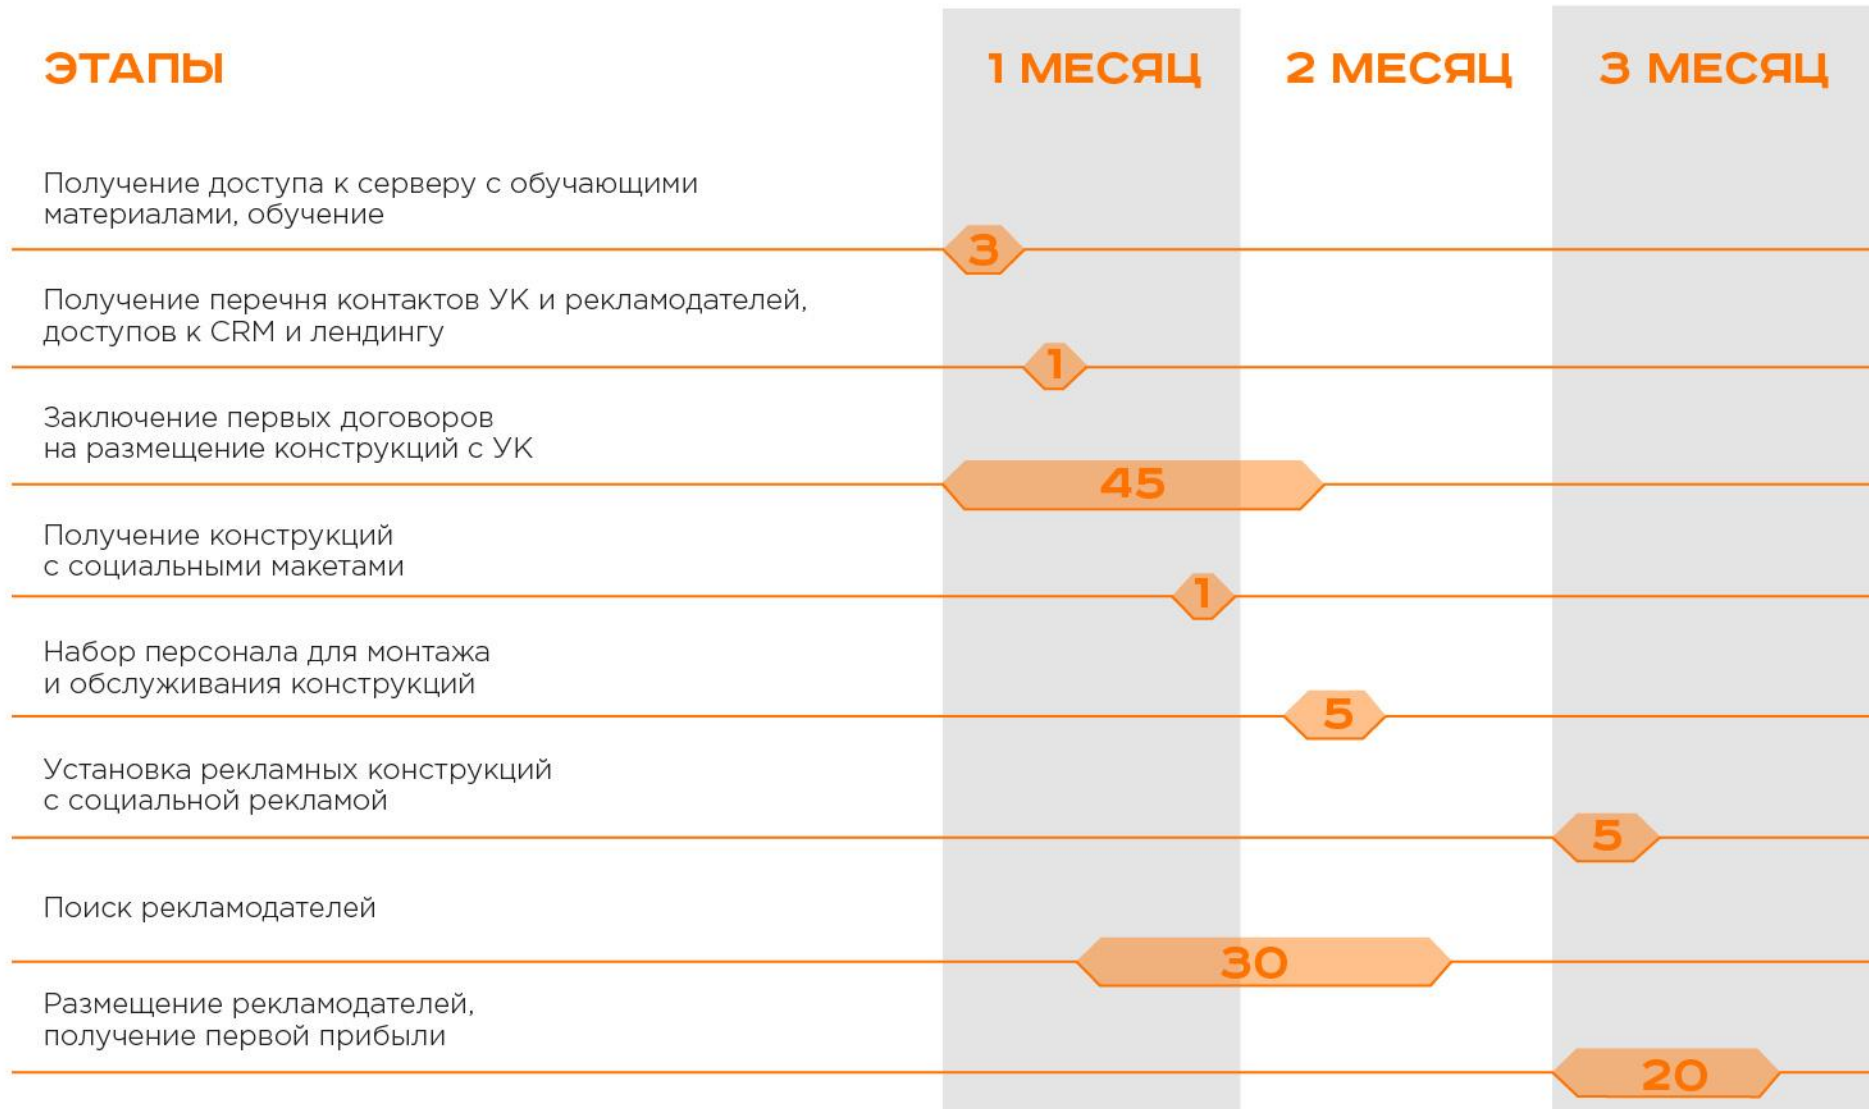 ЭТАПЫ
1 МЕСЯЦ
2 МЕСЯЦ
3 МЕСЯЦ
Получение доступа к серверу с обучающими
материалами, обучение
3
Получение перечня контактов УК и рекламодателей,
доступов к CRM и лендингу
1
Заключение первых договоров
на размещение конструкций с УК
45
Получение конструкций
с социальными макетами
1
Набор персонала для монтажа
и обслуживания конструкций
5
Установка рекламных конструкций
с социальной рекламой
5
Поиск рекламодателей
30
Размещение рекламодателей,
получение первой прибыли
20